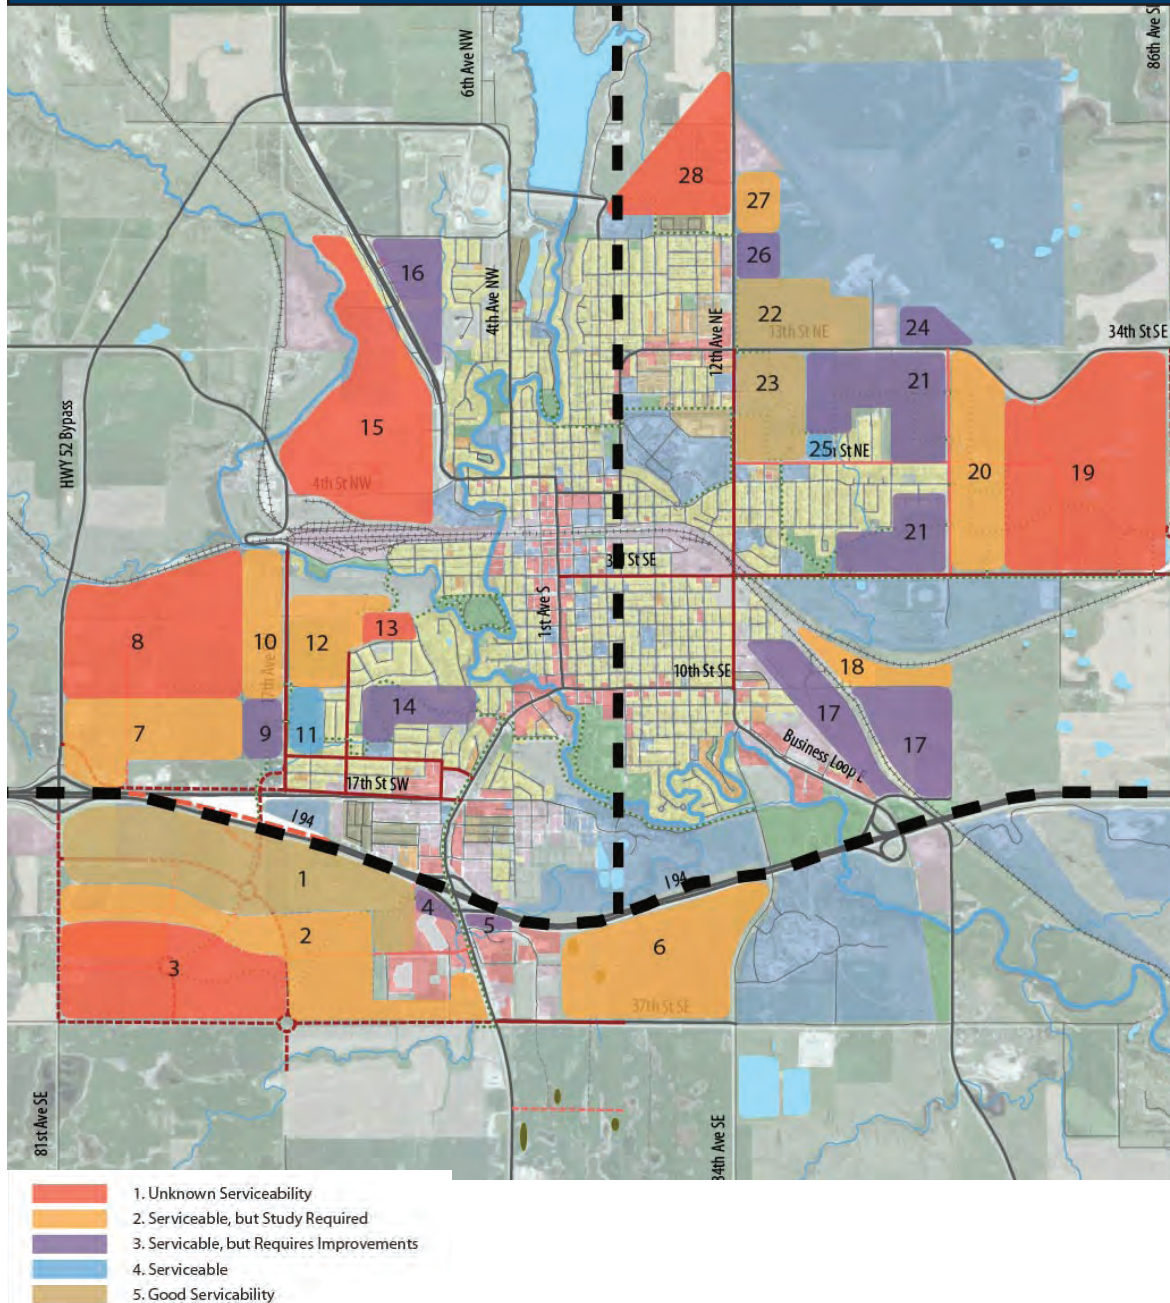 6th Ave NW
86th Ave S
28
27
16
26
4th Ave NW
22
13th St NE
24
12th Ave NE
34th St SE
23
21
HWY 52 Bypass
15
25
St NE
20
19
4th St NW
21
St SE
8
10
12
13
1st Ave S
10th St SE
18
7
9
11
14
17
17
Business Loop E
17th St SW
I 94
1
I 94
4
5
2
6
3
37th St SE
81st Ave SE
34th Ave SE
1. Unknown Serviceability
2. Serviceable, but Study Required
3. Servicable, but Requires Improvements
4. Serviceable
5. Good Servicability